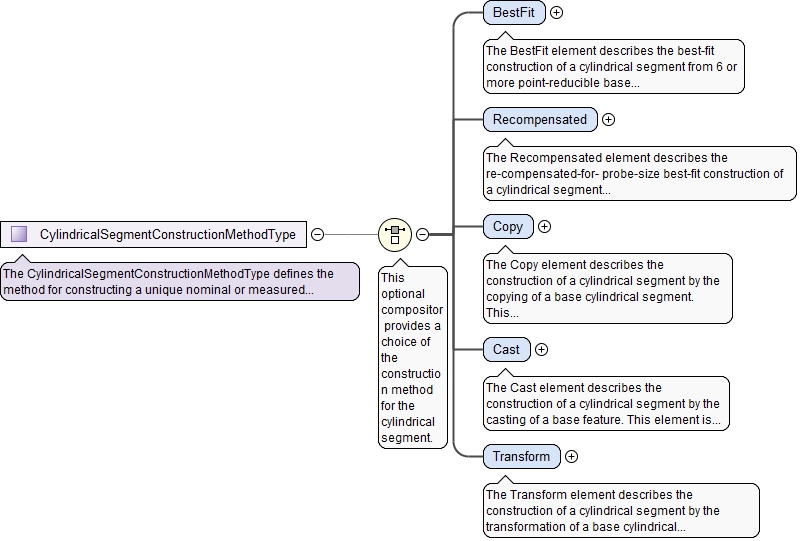 BestFit
The BestFit element describes the best-fit
construction of a cylindrical segment from 6 or
more point-reducible base...
Recompensated
The Recompensated element describes the
re-compensated-for- probe-size best-fit construction of
a cylindrical segment...
CylindricalSegmentConstructionMethodType
The CylindricalSegmentConstructionMethodType defines the
method for constructing a unique nominal or measured...
This
optional
compositor
provides a
choice of
the
constructio
n method
for the
cylindrical
segment.
Copy
The Copy element describes the
construction of a cylindrical segment by the
copying of a base cylindrical segment.
This...
Cast
The Cast element describes the
construction of a cylindrical segment by the
casting of a base feature. This element is...
Transform
The Transform element describes the
construction of a cylindrical segment by the
transformation of a base cylindrical...